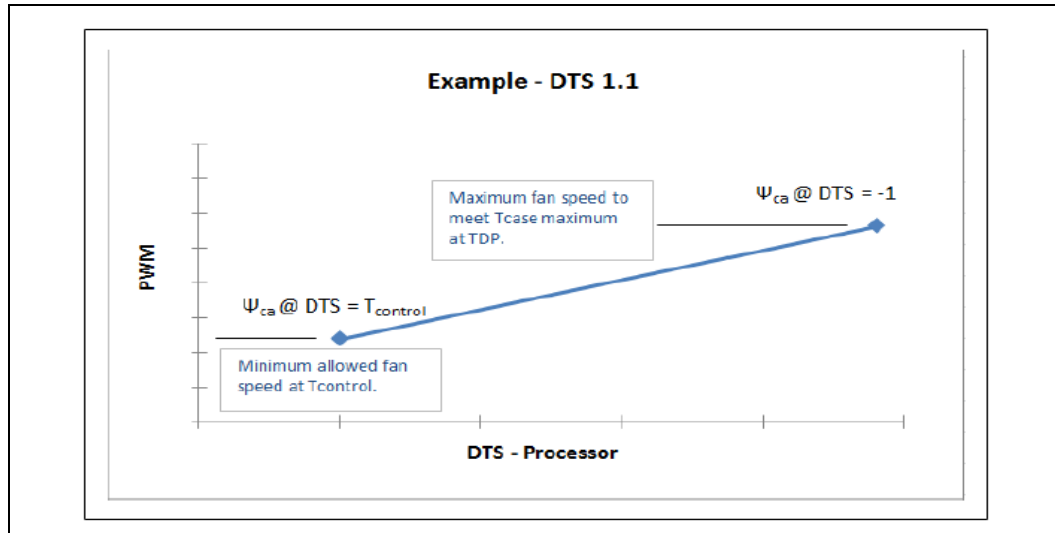 Example - DTS 1.1
Ψca @ DTS = -1
Maximum fan speed to
meet Tcase maximum
at TDP.
PWM
Ψca @ DTS = Tcontrol
Minimum allowed fan
speed at Tcontrol.
DTS - Processor